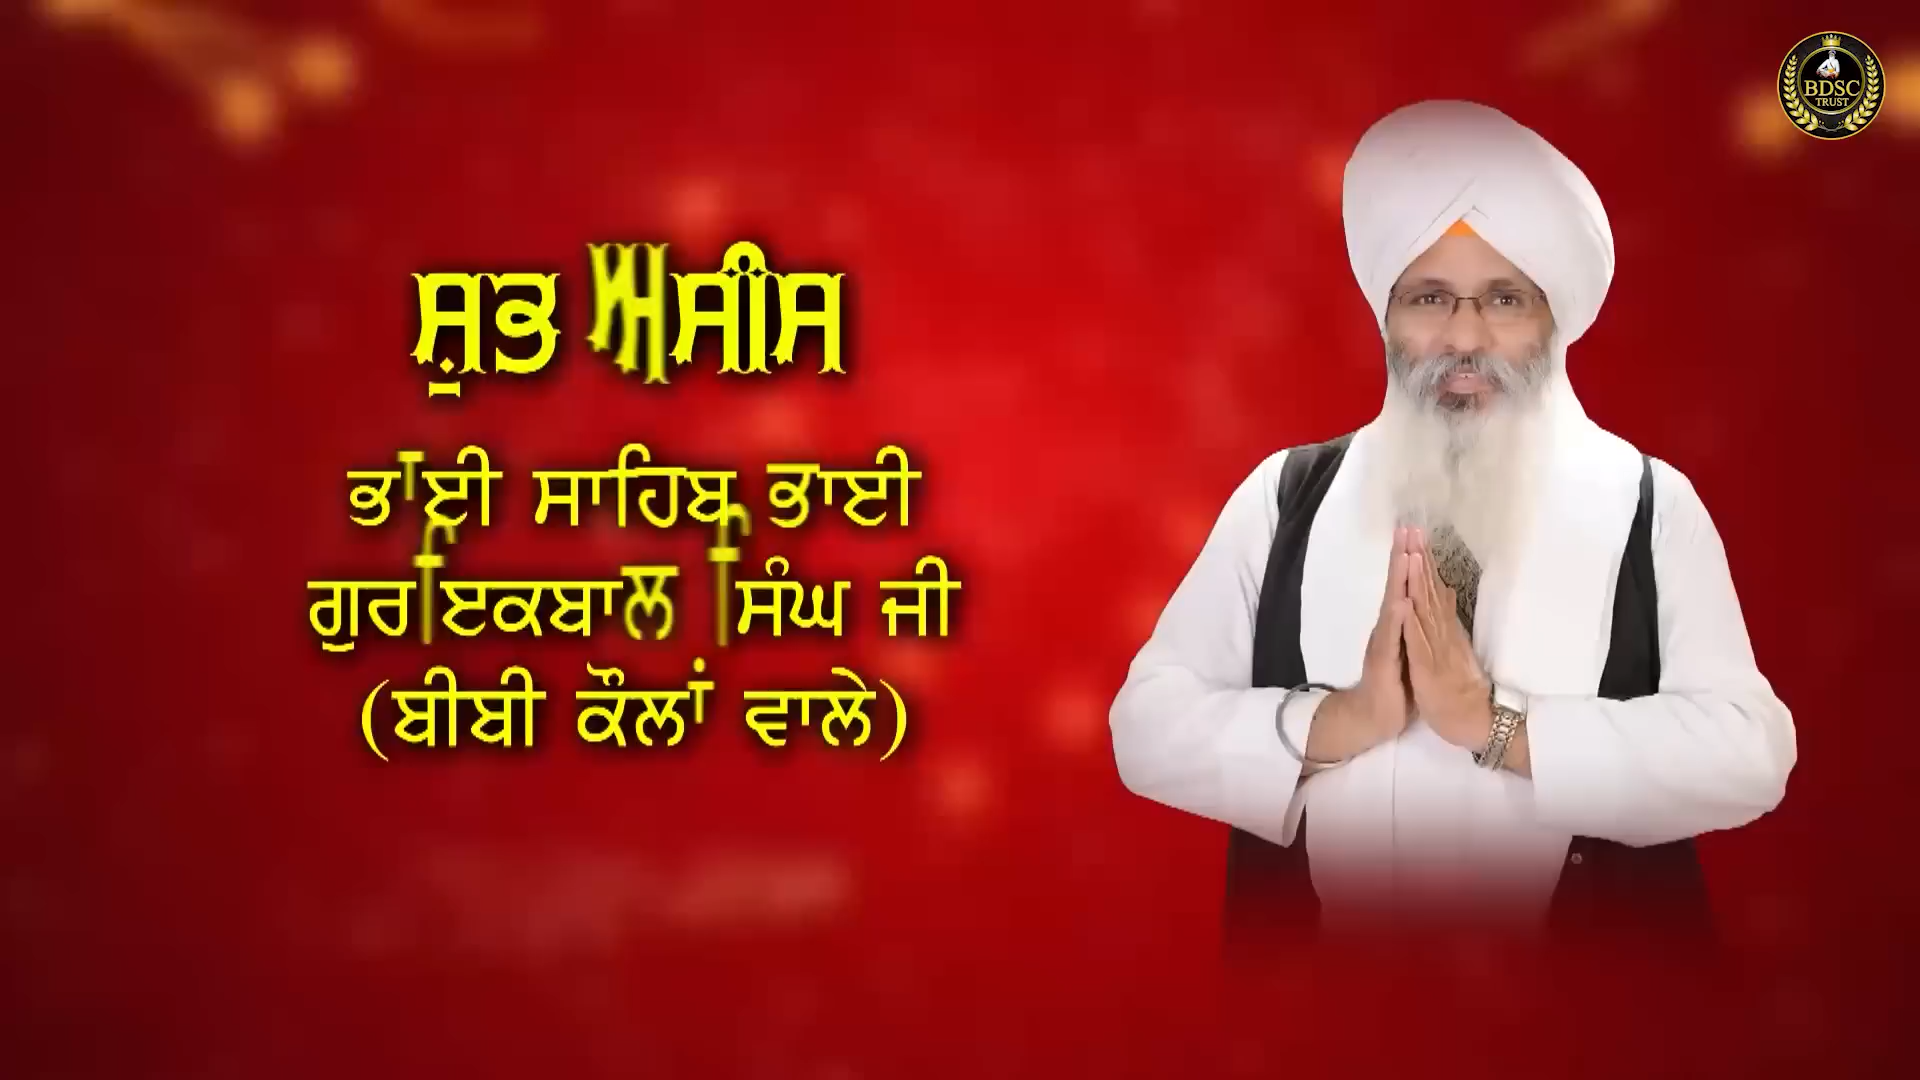 ਸ਼ੁਭ ਅਸੀਸ
ਭਾਈ ਸਾਹਿਬ ਭਾਈ
ਗੁਰਇਕਬਾਲ ਸਿੰਘ ਜੀ
(ਬੀਬੀ ਕੌਲਾਂ ਵਾਲੇ)
BDSC
TRUST